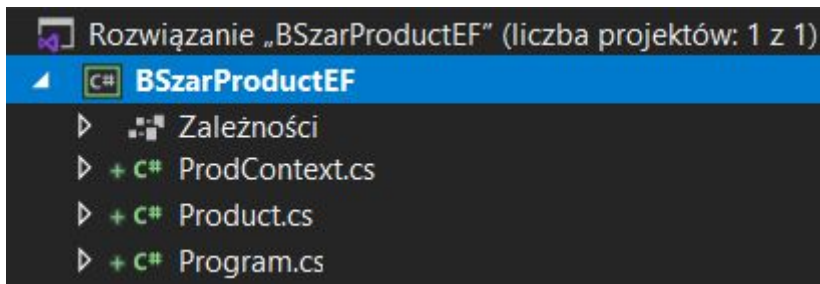 Rozwiązanie „BSzarProductEF” (liczba projektów: 1 z 1)
C# BSzarProductEF
Zależności
+ C# ProdContext.cs
+ C# Product.cs
+ C# Program.cs